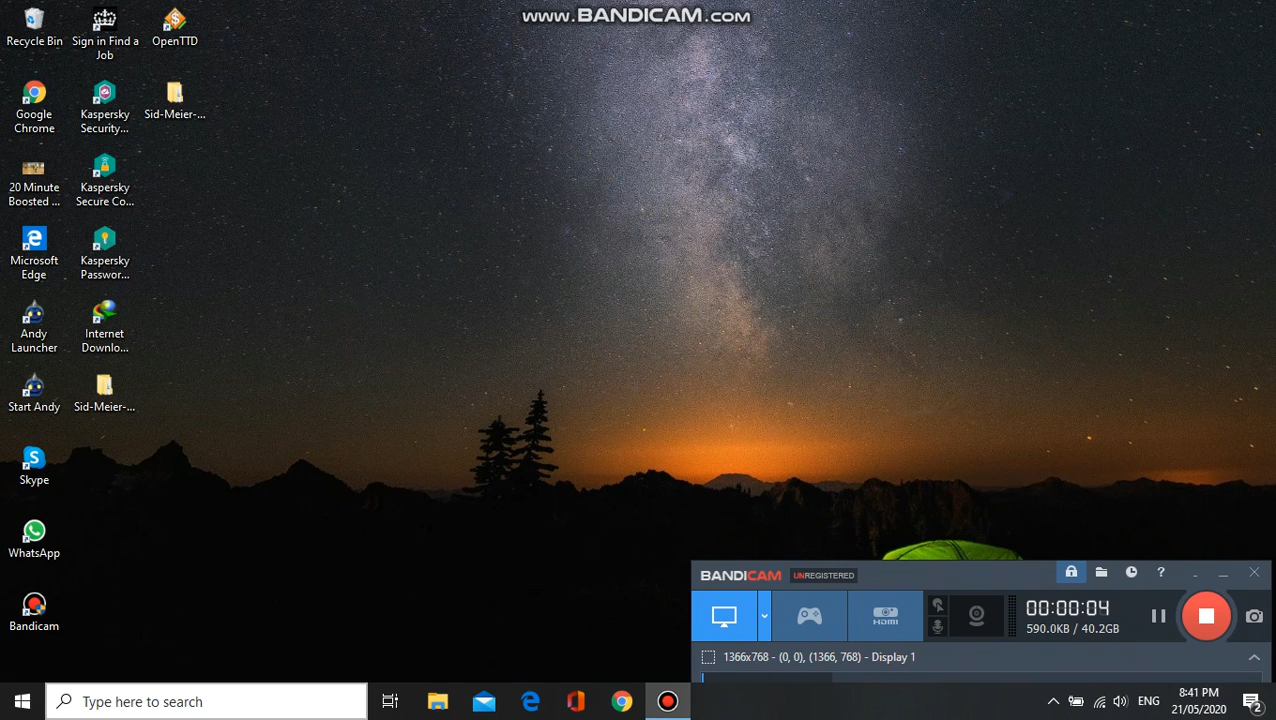 www.BANDICAM.com
Recycle Bin
Sign in Find a
Job
OpenTTD
Google
Chrome
Kaspersky
Security...
Sid-Meier-...
20 Minute
Boosted ...
Kaspersky
Secure Co...
Microsoft
Edge
Kaspersky
Passwor...
Andy
Launcher
Internet
Downlo...
Start Andy
Sid-Meier-...
Skype
WhatsApp
Bandicam
BANDICAM UNREGISTERED
HDMI
00:00:04
590.0KB / 40.2GB
1366x768 - (0, 0), (1366, 768) - Display 1
Type here to search
ENG
8:41 PM
21/05/2020
2